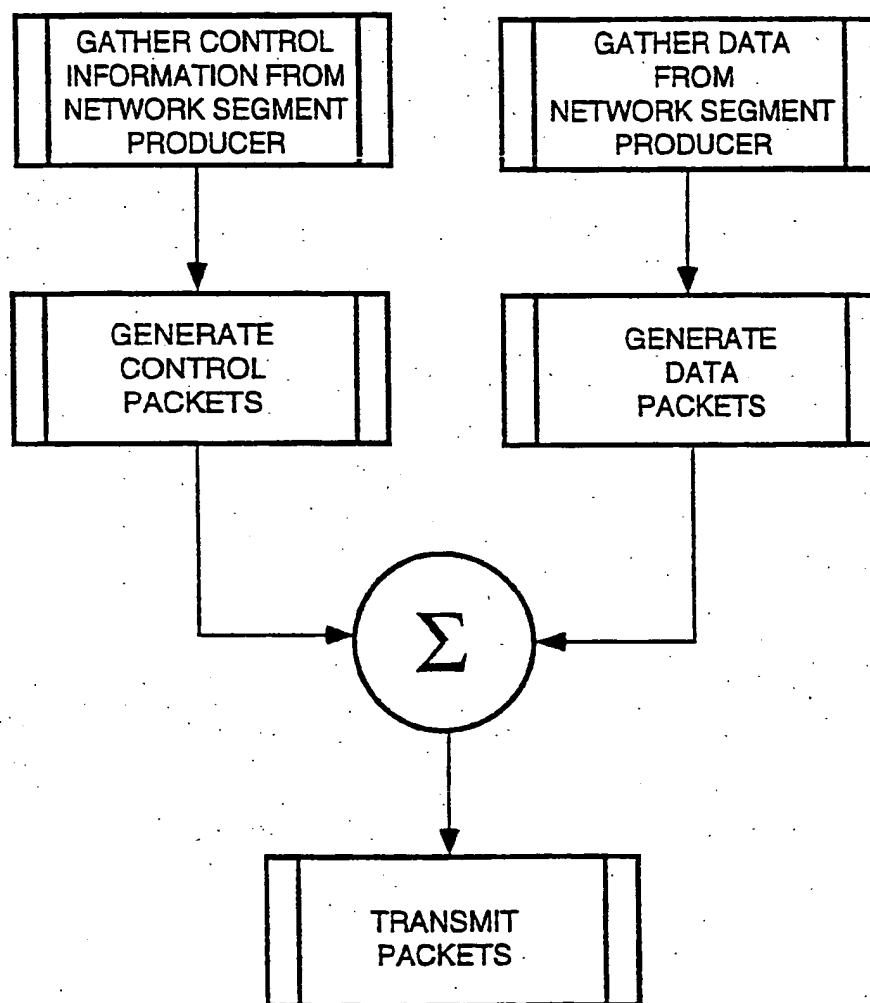 GATHER CONTROL
INFORMATION FROM
NETWORK SEGMENT
PRODUCER
GATHER DATA
FROM
NETWORK SEGMENT
PRODUCER
GENERATE
CONTROL
PACKETS
GENERATE
DATA
PACKETS
Σ
TRANSMIT
PACKETS